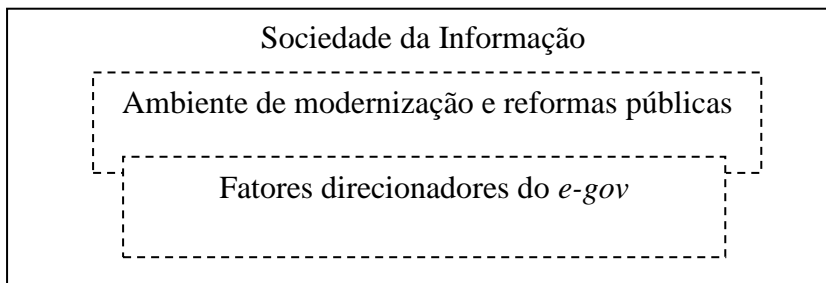 Sociedade da Informação
Ambiente de modernização e reformas públicas
Fatores direcionadores do e-gov